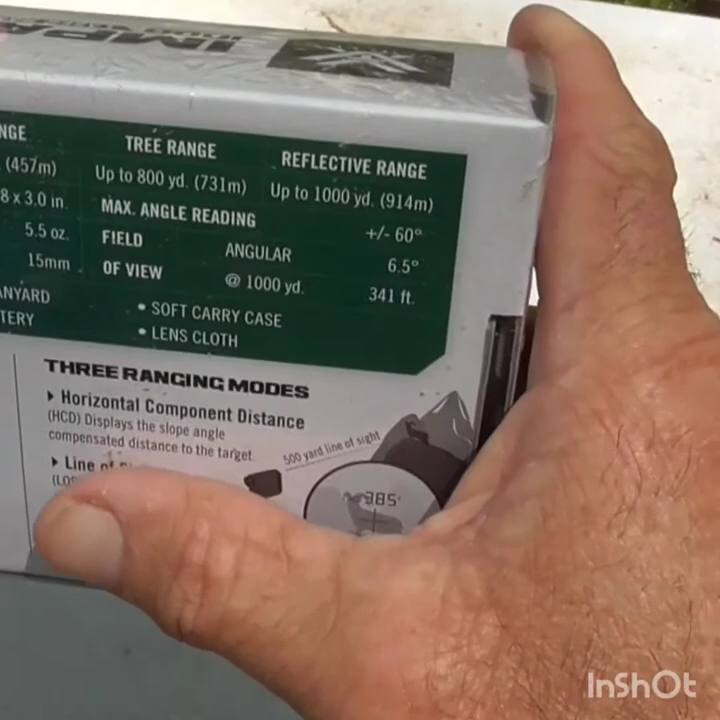 IMPA
NGE
TREE RANGE
REFLECTIVE RANGE
(457m)
Up to 800 yd. (731m)
Up to 1000 yd. (914m)
8 x 3.0 in.
MAX. ANGLE READING
+/- 60°
5.5 oz.
FIELD
ANGULAR
6.5°
15mm
OF VIEW
@ 1000 yd.
341 ft.
ANYARD
• SOFT CARRY CASE
TERY
• LENS CLOTH
THREE RANGING MODES
Horizontal Component Distance
(HCD) Displays the slope angle
compensated distance to the target
500 yard line of sight
Line of
(LOS
385
InShOt